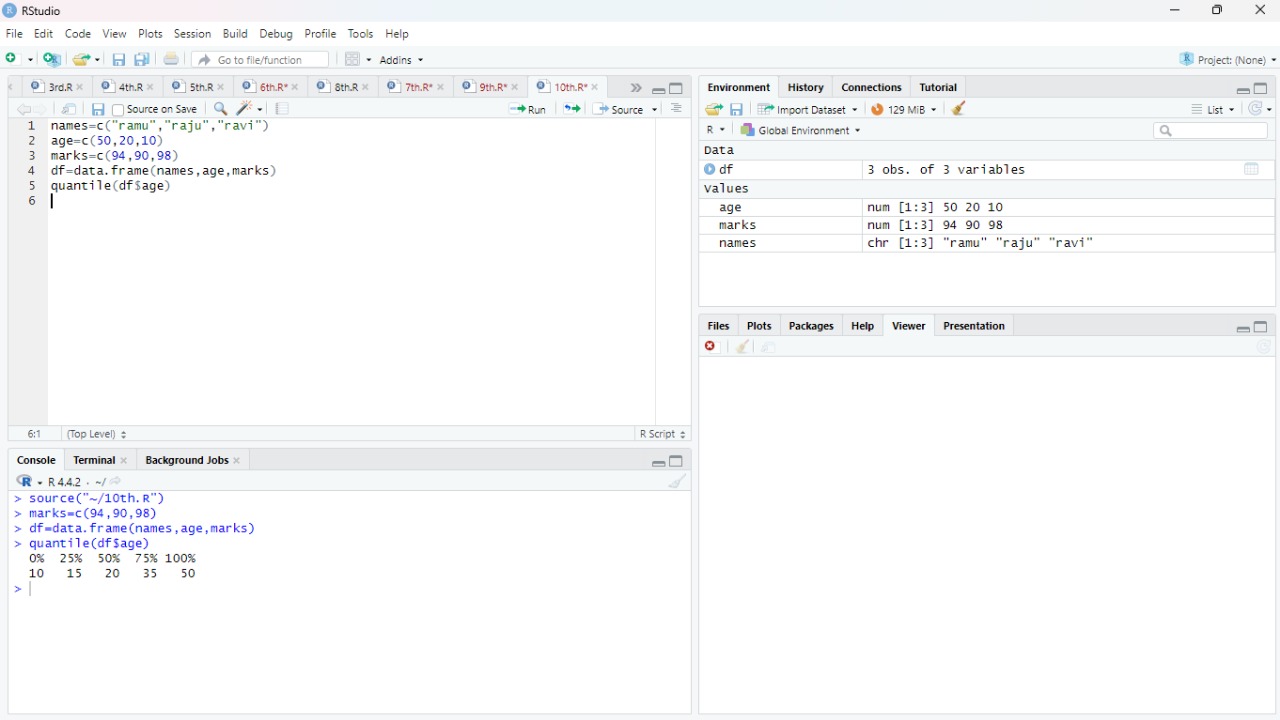 RStudio
File Edit Code View Plots Session Build Debug Profile Tools Help
Go to file/function Addins Project: (None)
3rd.R 4th.R 5th.R 6th.R* 8th.R 7th.R* 9th.R* 10th.R*
Source on Save Run Source
1 names=c("ramu","raju","ravi")
2 age=c(50,20,10)
3 marks=c(94,90,98)
4 df=data.frame(names,age,marks)
5 quantile(df$age)
6
6:1 (Top Level) R Script
Console Terminal Background Jobs
R 4.4.2 · ~/
> source("~/10th.R")
> marks=c(94,90,98)
> df=data.frame(names,age,marks)
> quantile(df$age)
0% 25% 50% 75% 100%
10 15 20 35 50
>
Environment History Connections Tutorial
Import Dataset 129 MiB List
R Global Environment
Data
df 3 obs. of 3 variables
Values
age num [1:3] 50 20 10
marks num [1:3] 94 90 98
names chr [1:3] "ramu" "raju" "ravi"
Files Plots Packages Help Viewer Presentation